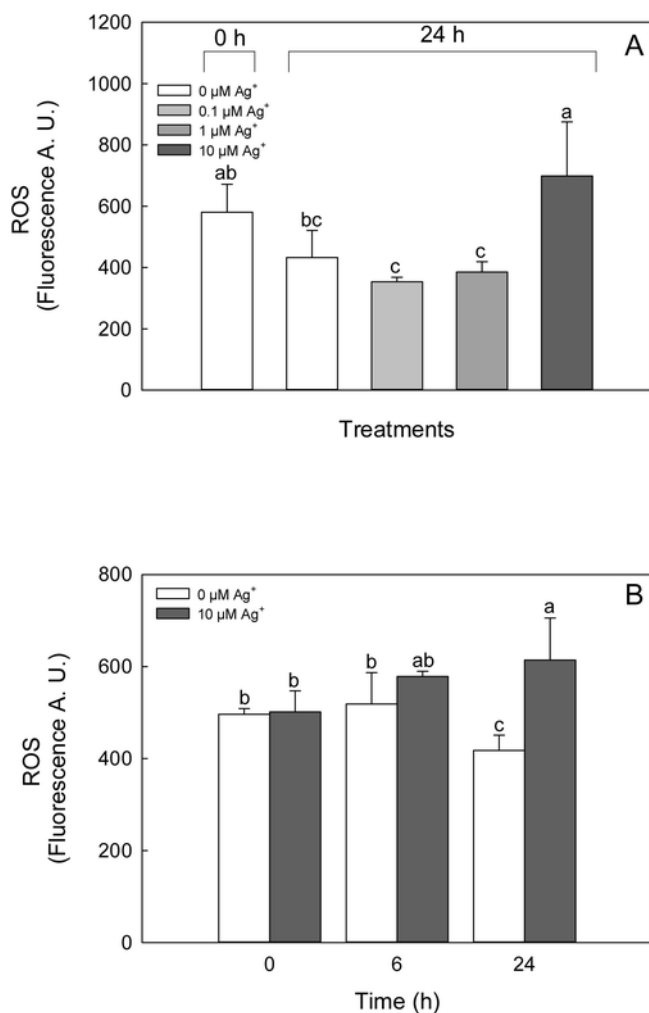 1200
1000
800
600
400
200
0
ROS
(Fluorescence A. U.)
0 h
24 h
A
0 µM Ag⁺
0.1 µM Ag⁺
1 µM Ag⁺
10 µM Ag⁺
ab
bc
c
c
a
Treatments
800
600
400
200
0
ROS
(Fluorescence A. U.)
B
0 µM Ag⁺
10 µM Ag⁺
b
b
b
ab
c
a
0
6
24
Time (h)